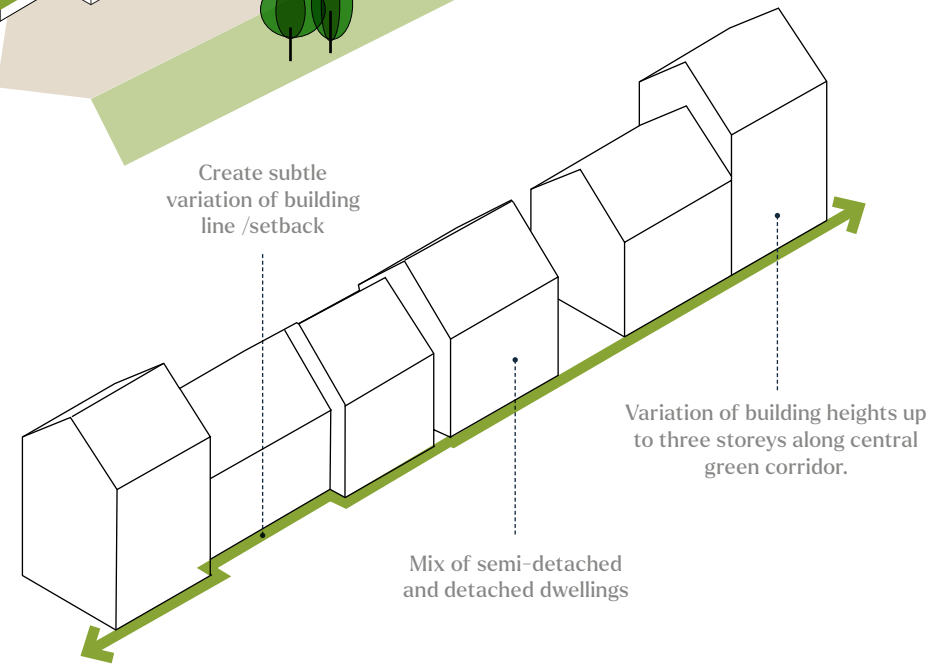 Create subtle
variation of building
line /setback
Variation of building heights up
to three storeys along central
green corridor.
Mix of semi-detached
and detached dwellings